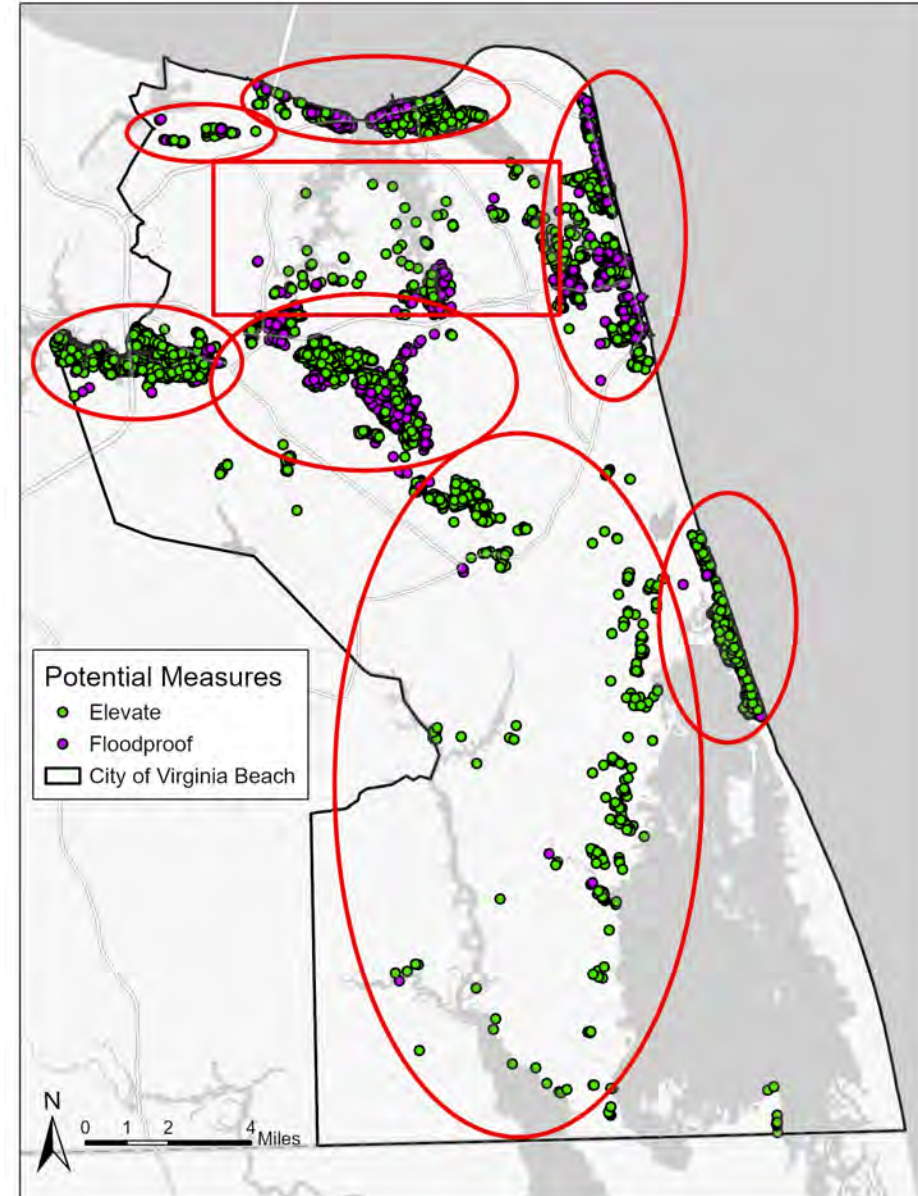 Potential Measures
Elevate
Floodproof
City of Virginia Beach
N
0 1 2 4
Miles